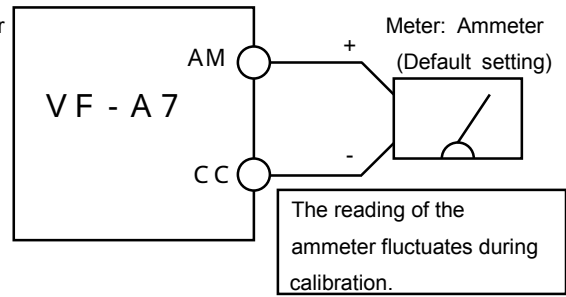 r
Meter: Ammeter
(Default setting)
AM
+
VF-A7
-
CC
The reading of the
ammeter fluctuates during
calibration.